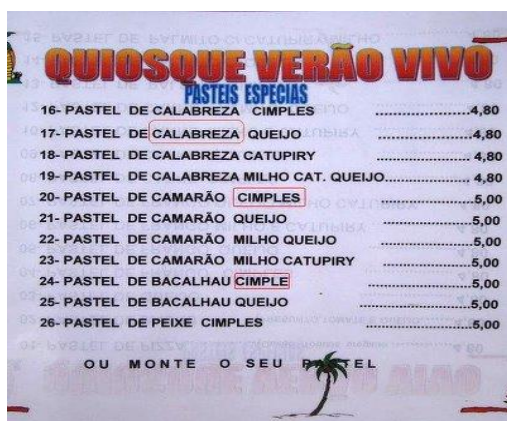 QUIOSQUE VERÃO VIVO
PASTEIS ESPECIAS
16- PASTEL DE CALABREZA CIMPLES ....................4,80
17- PASTEL DE CALABREZA QUEIJO ....................4,80
18- PASTEL DE CALABREZA CATUPIRY ....................4,80
19- PASTEL DE CALABREZA MILHO CAT. QUEIJO....................4,80
20- PASTEL DE CAMARÃO CIMPLES ....................5,00
21- PASTEL DE CAMARÃO QUEIJO ....................5,00
22- PASTEL DE CAMARÃO MILHO QUEIJO ....................5,00
23- PASTEL DE CAMARÃO MILHO CATUPIRY ....................5,00
24- PASTEL DE BACALHAU CIMPLE ....................5,00
25- PASTEL DE BACALHAU QUEIJO ....................5,00
26- PASTEL DE PEIXE CIMPLES ....................5,00
OU MONTE O SEU PASTEL